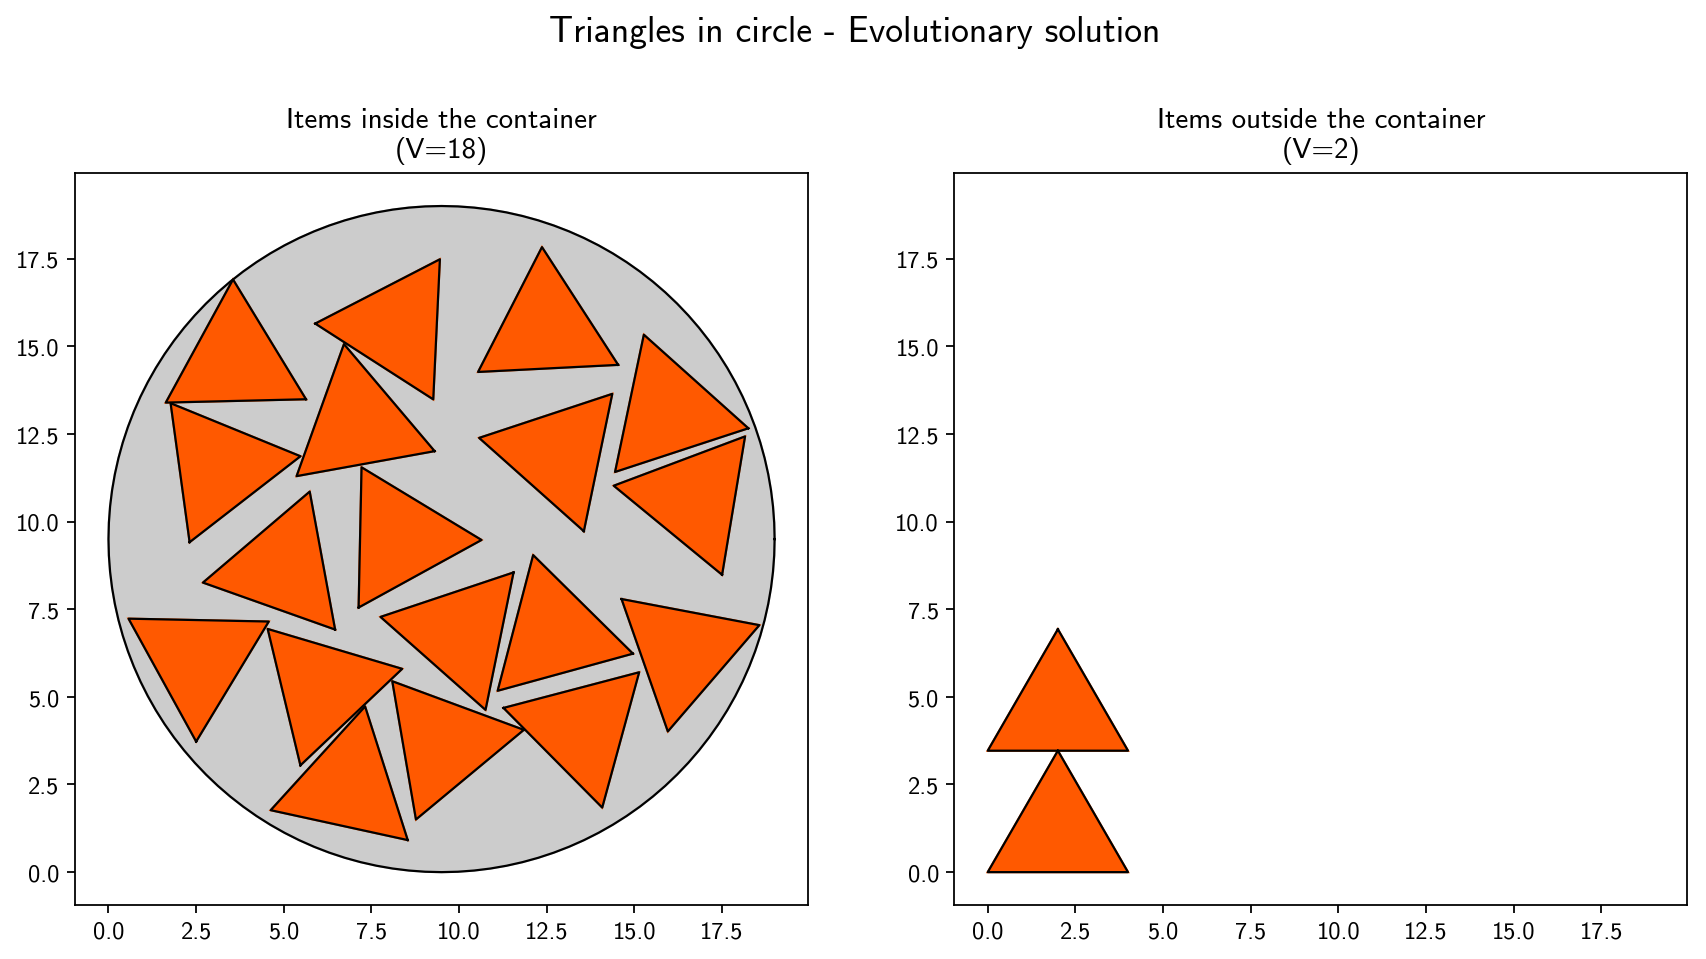 Triangles in circle - Evolutionary solution
Items inside the container
(V=18)
17.5
15.0
12.5
10.0
7.5
5.0
2.5
0.0
0.0 2.5 5.0 7.5 10.0 12.5 15.0 17.5
Items outside the container
(V=2)
17.5
15.0
12.5
10.0
7.5
5.0
2.5
0.0
0.0 2.5 5.0 7.5 10.0 12.5 15.0 17.5